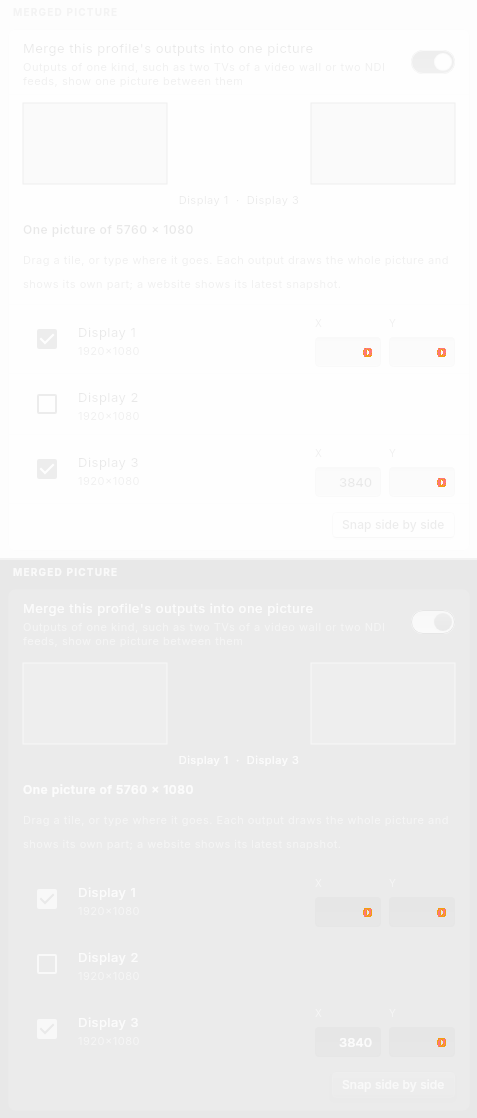 MERGED PICTURE
Merge this profile's outputs into one picture
Outputs of one kind, such as two TVs of a video wall or two NDI
feeds, show one picture between them
Display 1 · Display 3
One picture of 5760 × 1080
Drag a tile, or type where it goes. Each output draws the whole picture and
shows its own part; a website shows its latest snapshot.
X Y
Display 1
1920×1080
0 0
Display 2
1920×1080
X Y
Display 3
1920×1080
3840 0
Snap side by side
MERGED PICTURE
Merge this profile's outputs into one picture
Outputs of one kind, such as two TVs of a video wall or two NDI
feeds, show one picture between them
Display 1 · Display 3
One picture of 5760 × 1080
Drag a tile, or type where it goes. Each output draws the whole picture and
shows its own part; a website shows its latest snapshot.
X Y
Display 1
1920×1080
0 0
Display 2
1920×1080
X Y
Display 3
1920×1080
3840 0
Snap side by side